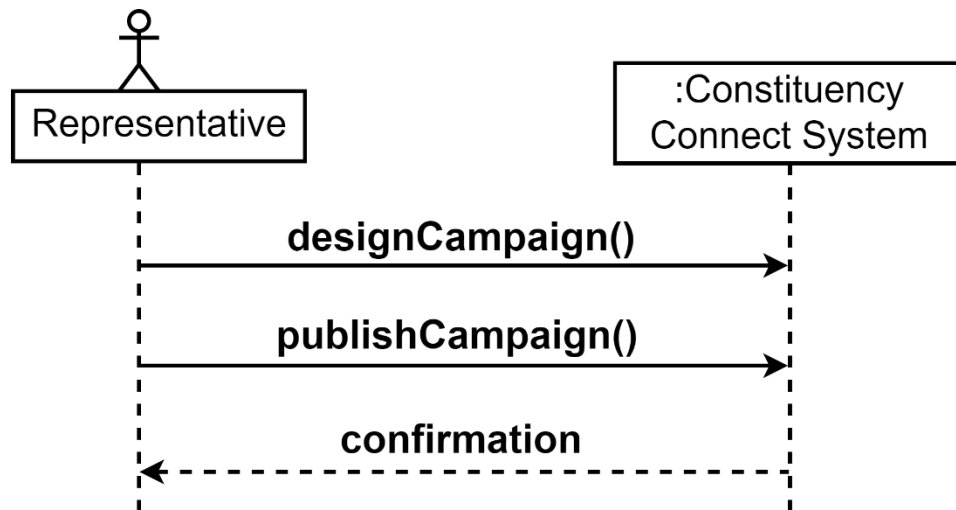 Representative
:Constituency
Connect System
designCampaign()
publishCampaign()
confirmation